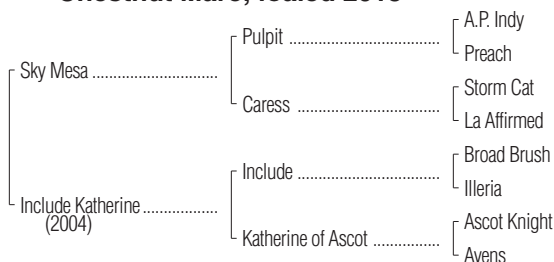 Chestnut Mare, foaled
A.P. Indy
Pulpit
Preach
Sky Mesa
Storm Cat
Caress
La Affirmed
Broad Brush
Include
Illeria
Include Katherine
(2004)
Ascot Knight
Katherine of Ascot
Avens